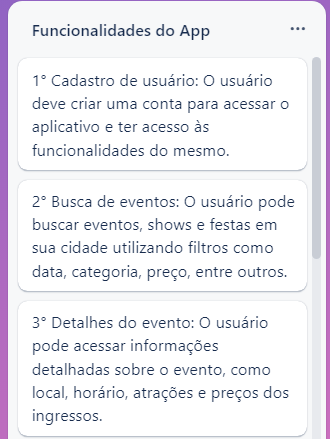 Funcionalidades do App
1° Cadastro de usuário: O usuário
deve criar uma conta para acessar o
aplicativo e ter acesso às
funcionalidades do mesmo.
2° Busca de eventos: O usuário pode
buscar eventos, shows e festas em
sua cidade utilizando filtros como
data, categoria, preço, entre outros.
3° Detalhes do evento: O usuário
pode acessar informações
detalhadas sobre o evento, como
local, horário, atrações e preços dos
ingressos.